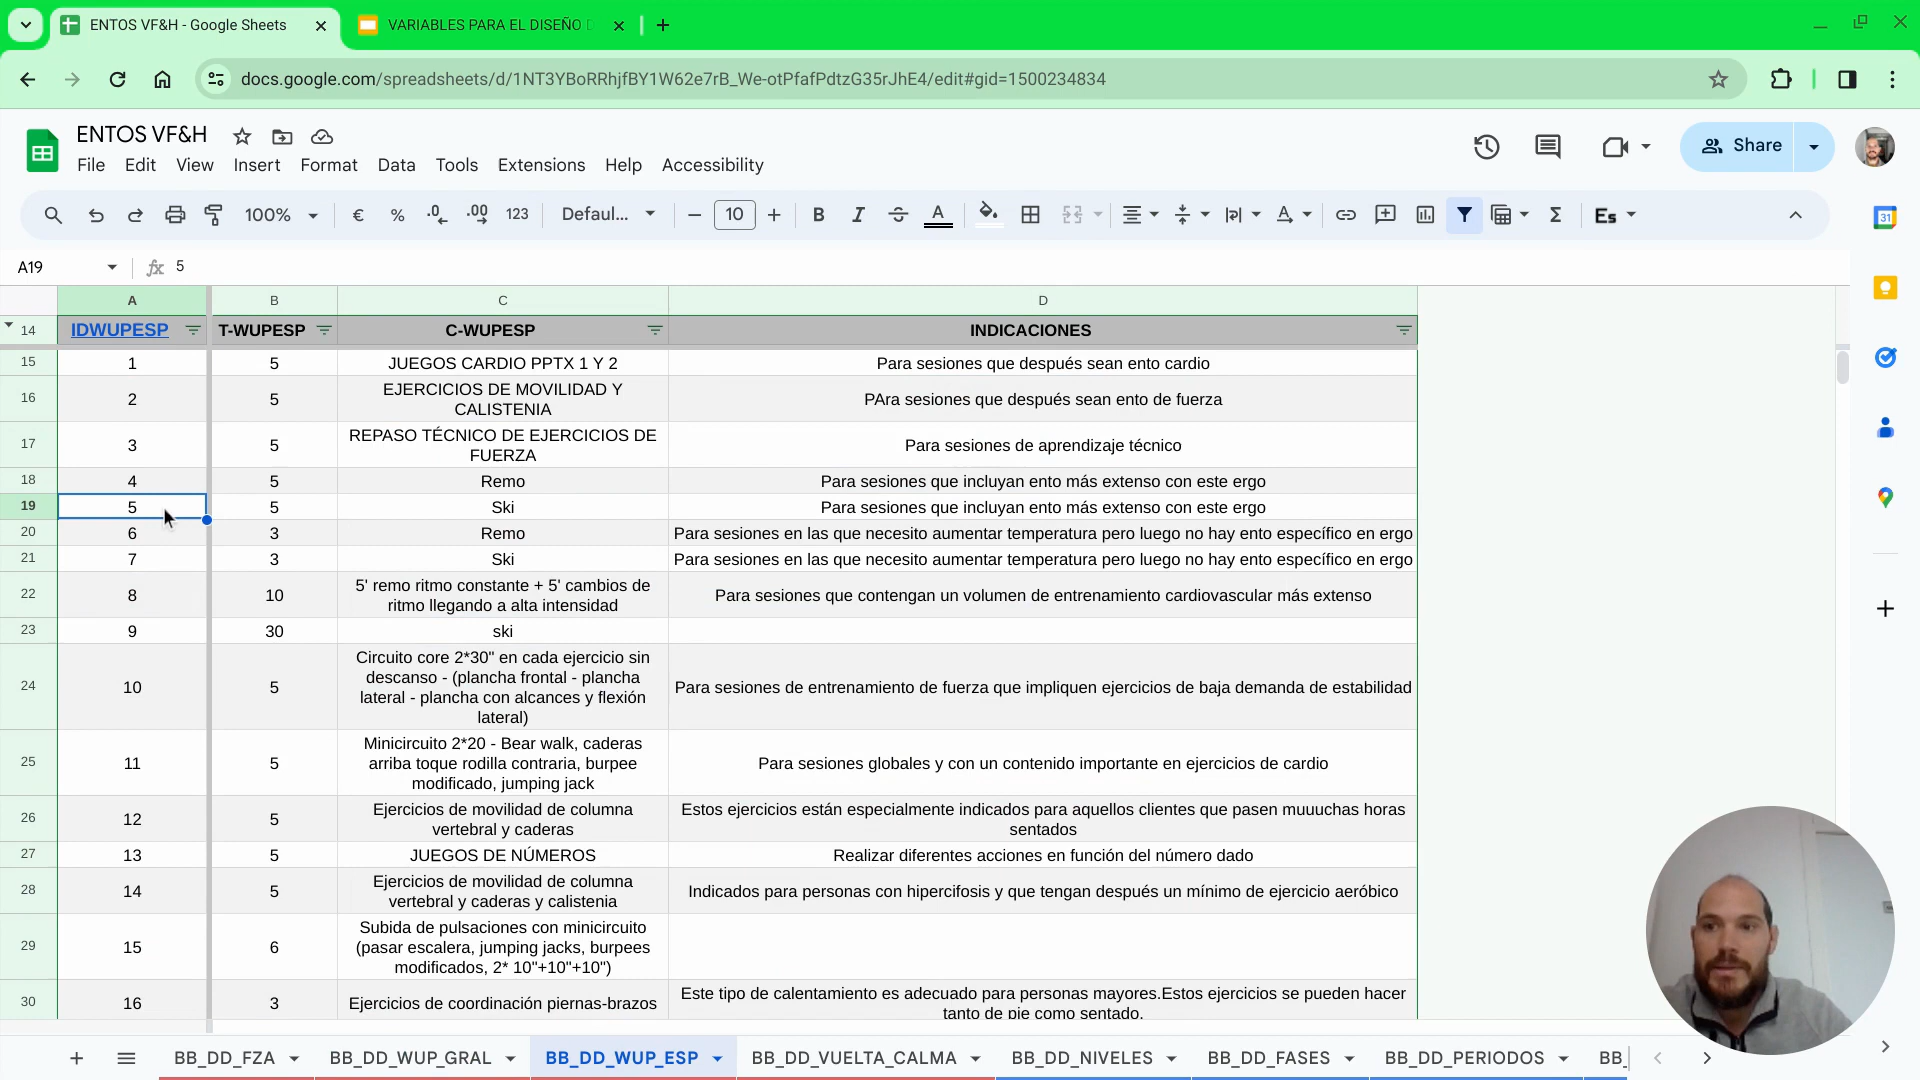 ENTOS VF&H - Google Sheets
VARIABLES PARA EL DISEÑO
docs.google.com/spreadsheets/d/1NT3YBoRRhjfBY1W62e7rB_We-otPfafPdtzG35rJhE4/edit#gid=1500234834
ENTOS VF&H
Share
File Edit View Insert Format Data Tools Extensions Help Accessibility
100% € % .0 .00 123 Defaul... 10 B I A Σ Es
31
A19 fx 5
A B C D
14 IDWUPESP T-WUPESP C-WUPESP INDICACIONES
15 1 5 JUEGOS CARDIO PPTX 1 Y 2 Para sesiones que después sean ento cardio
16 2 5 EJERCICIOS DE MOVILIDAD Y
CALISTENIA PAra sesiones que después sean ento de fuerza
17 3 5 REPASO TÉCNICO DE EJERCICIOS DE
FUERZA Para sesiones de aprendizaje técnico
18 4 5 Remo Para sesiones que incluyan ento más extenso con este ergo
19 5 5 Ski Para sesiones que incluyan ento más extenso con este ergo
20 6 3 Remo Para sesiones en las que necesito aumentar temperatura pero luego no hay ento específico en ergo
21 7 3 Ski Para sesiones en las que necesito aumentar temperatura pero luego no hay ento específico en ergo
22 8 10 5' remo ritmo constante + 5' cambios de
ritmo llegando a alta intensidad Para sesiones que contengan un volumen de entrenamiento cardiovascular más extenso
23 9 30 ski
24 10 5 Circuito core 2*30" en cada ejercicio sin
descanso - (plancha frontal - plancha
lateral - plancha con alcances y flexión
lateral) Para sesiones de entrenamiento de fuerza que impliquen ejercicios de baja demanda de estabilidad
25 11 5 Minicircuito 2*20 - Bear walk, caderas
arriba toque rodilla contraria, burpee
modificado, jumping jack Para sesiones globales y con un contenido importante en ejercicios de cardio
26 12 5 Ejercicios de movilidad de columna
vertebral y caderas Estos ejercicios están especialmente indicados para aquellos clientes que pasen muuuchas horas
sentados
27 13 5 JUEGOS DE NÚMEROS Realizar diferentes acciones en función del número dado
28 14 5 Ejercicios de movilidad de columna
vertebral y caderas y calistenia Indicados para personas con hipercifosis y que tengan después un mínimo de ejercicio aeróbico
29 15 6 Subida de pulsaciones con minicircuito
(pasar escalera, jumping jacks, burpees
modificados, 2* 10"+10"+10")
30 16 3 Ejercicios de coordinación piernas-brazos Este tipo de calentamiento es adecuado para personas mayores.Estos ejercicios se pueden hacer
tanto de pie como sentado.
BB_DD_FZA BB_DD_WUP_GRAL BB_DD_WUP_ESP BB_DD_VUELTA_CALMA BB_DD_NIVELES BB_DD_FASES BB_DD_PERIODOS BB_